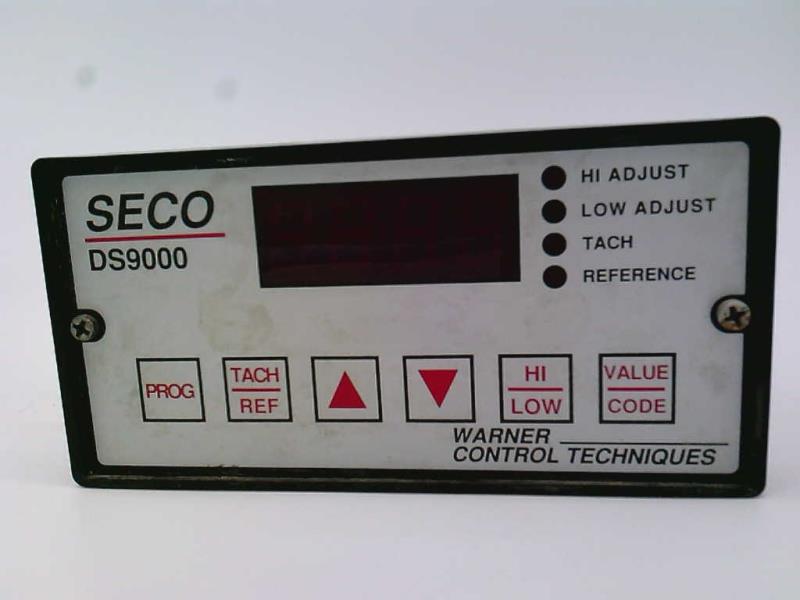 SECO
DS9000
HI ADJUST
LOW ADJUST
TACH
REFERENCE
PROG
TACH
REF
HI
LOW
VALUE
CODE
WARNER
CONTROL TECHNIQUES